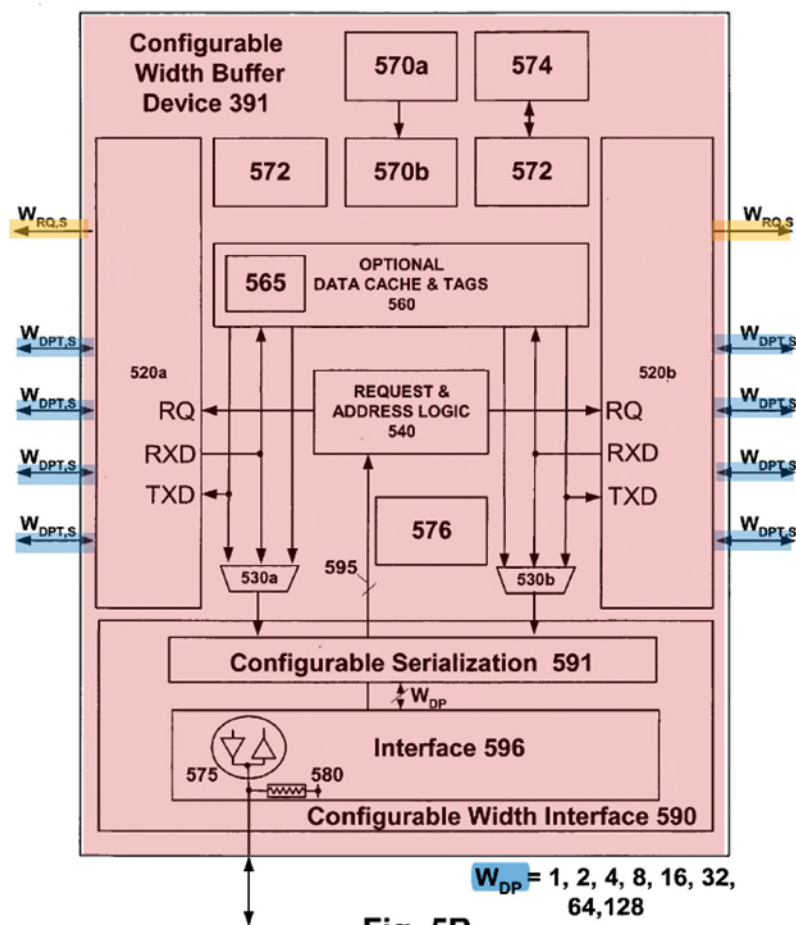 Configurable
Width Buffer
Device 391
570a
574
572
570b
572
W_RQ,S
W_RQ,S
565
OPTIONAL
DATA CACHE & TAGS
560
W_DPT,S
W_DPT,S
520a
520b
W_DPT,S
W_DPT,S
REQUEST &
ADDRESS LOGIC
540
RQ
RQ
RXD
RXD
W_DPT,S
W_DPT,S
TXD
TXD
576
W_DPT,S
W_DPT,S
595
530a
530b
Configurable Serialization 591
W_DP
Interface 596
575
580
Configurable Width Interface 590
W_DP = 1, 2, 4, 8, 16, 32,
64,128
Fig. 5B